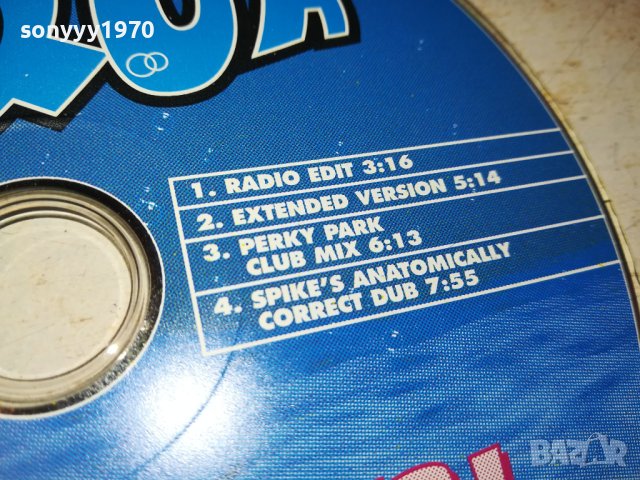 sonyyy1970
1. RADIO EDIT 3:16
2. EXTENDED VERSION 5:14
3. PERKY PARK
CLUB MIX 6:13
4. SPIKE'S ANATOMICALLY
CORRECT DUB 7:55
BAZAR